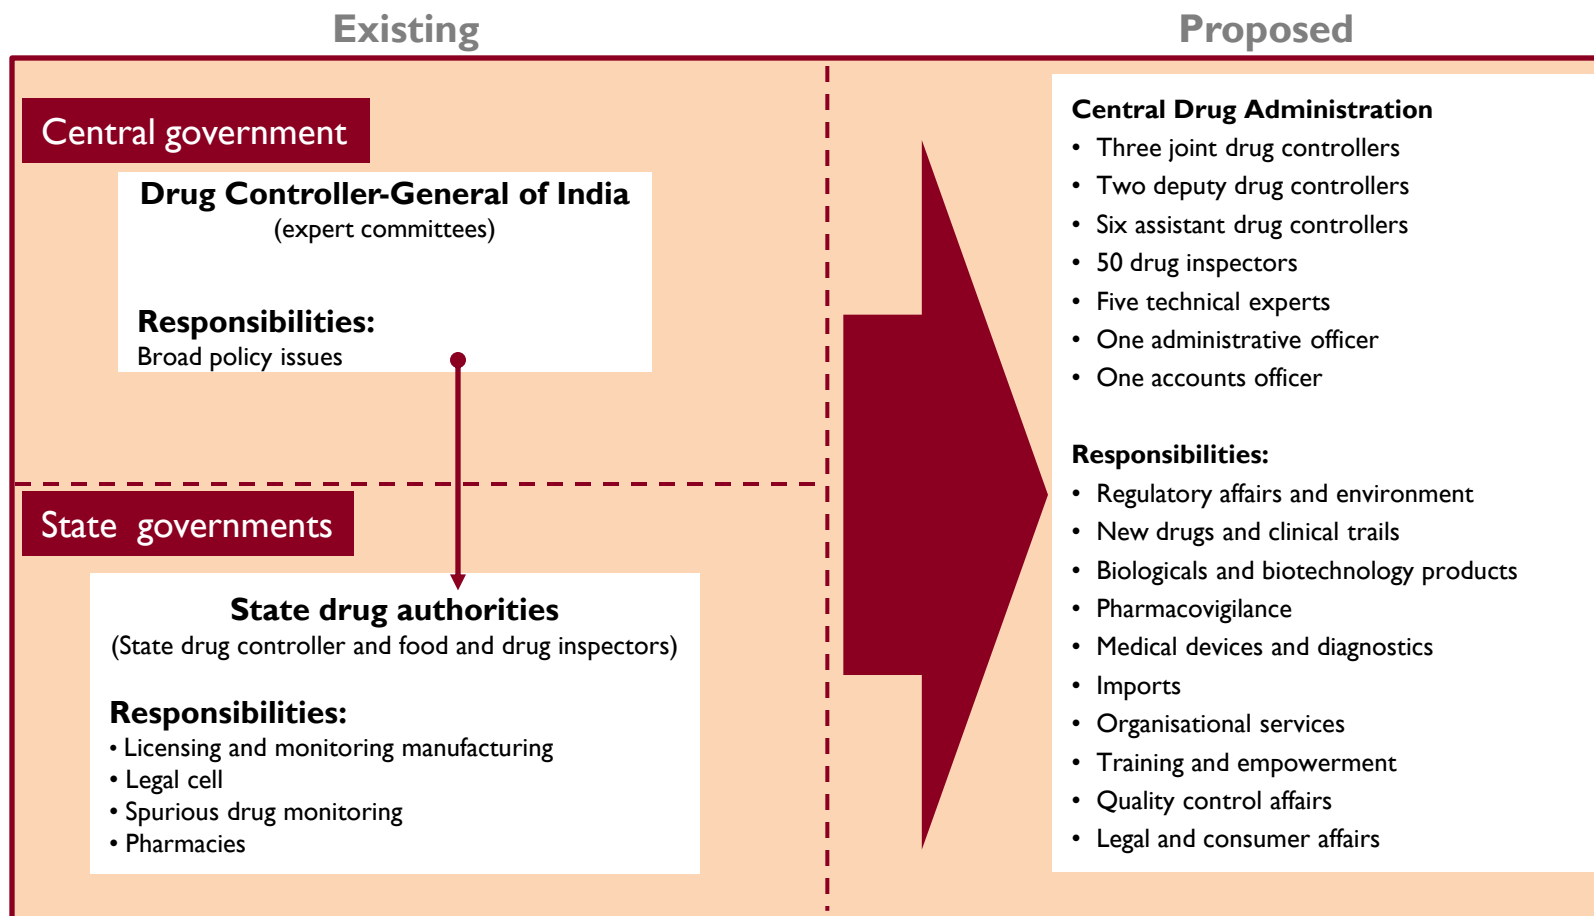 Existing
Proposed
Central government
Drug Controller-General of India
(expert committees)
Responsibilities:
Broad policy issues
State governments
State drug authorities
(State drug controller and food and drug inspectors)
Responsibilities:
• Licensing and monitoring manufacturing
• Legal cell
• Spurious drug monitoring
• Pharmacies
Central Drug Administration
• Three joint drug controllers
• Two deputy drug controllers
• Six assistant drug controllers
• 50 drug inspectors
• Five technical experts
• One administrative officer
• One accounts officer
Responsibilities:
• Regulatory affairs and environment
• New drugs and clinical trails
• Biologicals and biotechnology products
• Pharmacovigilance
• Medical devices and diagnostics
• Imports
• Organisational services
• Training and empowerment
• Quality control affairs
• Legal and consumer affairs